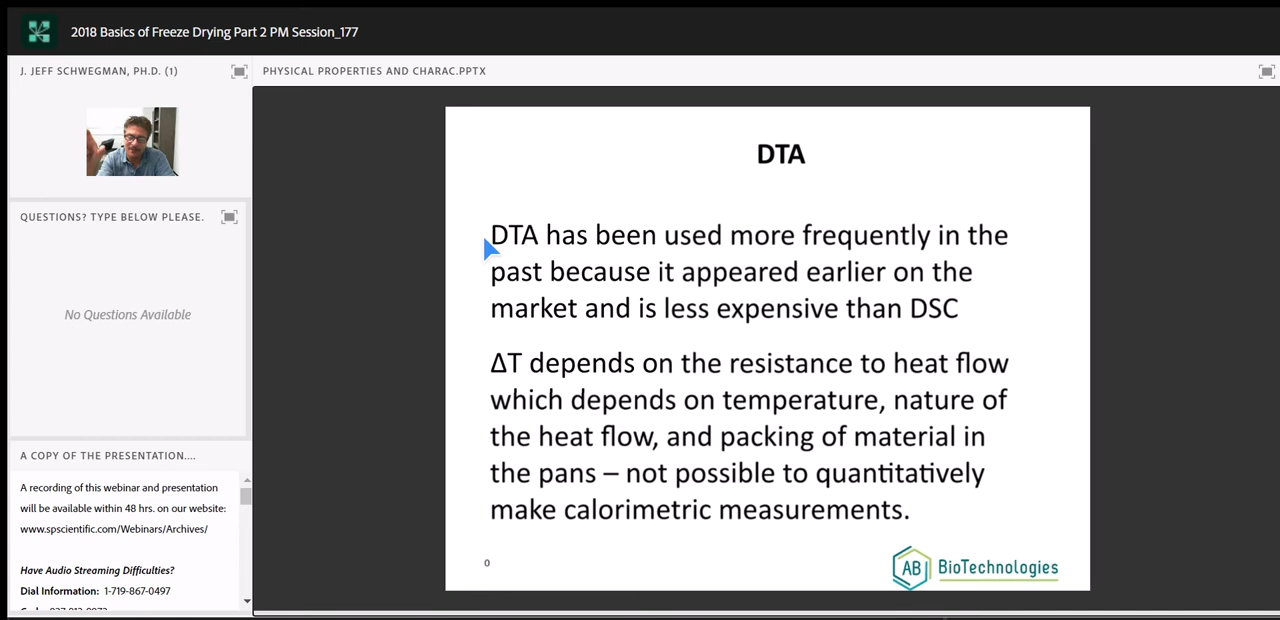 2018 Basics of Freeze Drying Part 2 PM Session_177
J. JEFF SCHWEGMAN, PH.D. (1)
PHYSICAL PROPERTIES AND CHARAC.PPTX
QUESTIONS? TYPE BELOW PLEASE.
No Questions Available
A COPY OF THE PRESENTATION....
A recording of this webinar and presentation
will be available within 48 hrs. on our website:
www.spscientific.com/Webinars/Archives/
Have Audio Streaming Difficulties?
Dial Information: 1-719-867-0497
DTA
DTA has been used more frequently in the
past because it appeared earlier on the
market and is less expensive than DSC
ΔT depends on the resistance to heat flow
which depends on temperature, nature of
the heat flow, and packing of material in
the pans – not possible to quantitatively
make calorimetric measurements.
0
AB BioTechnologies